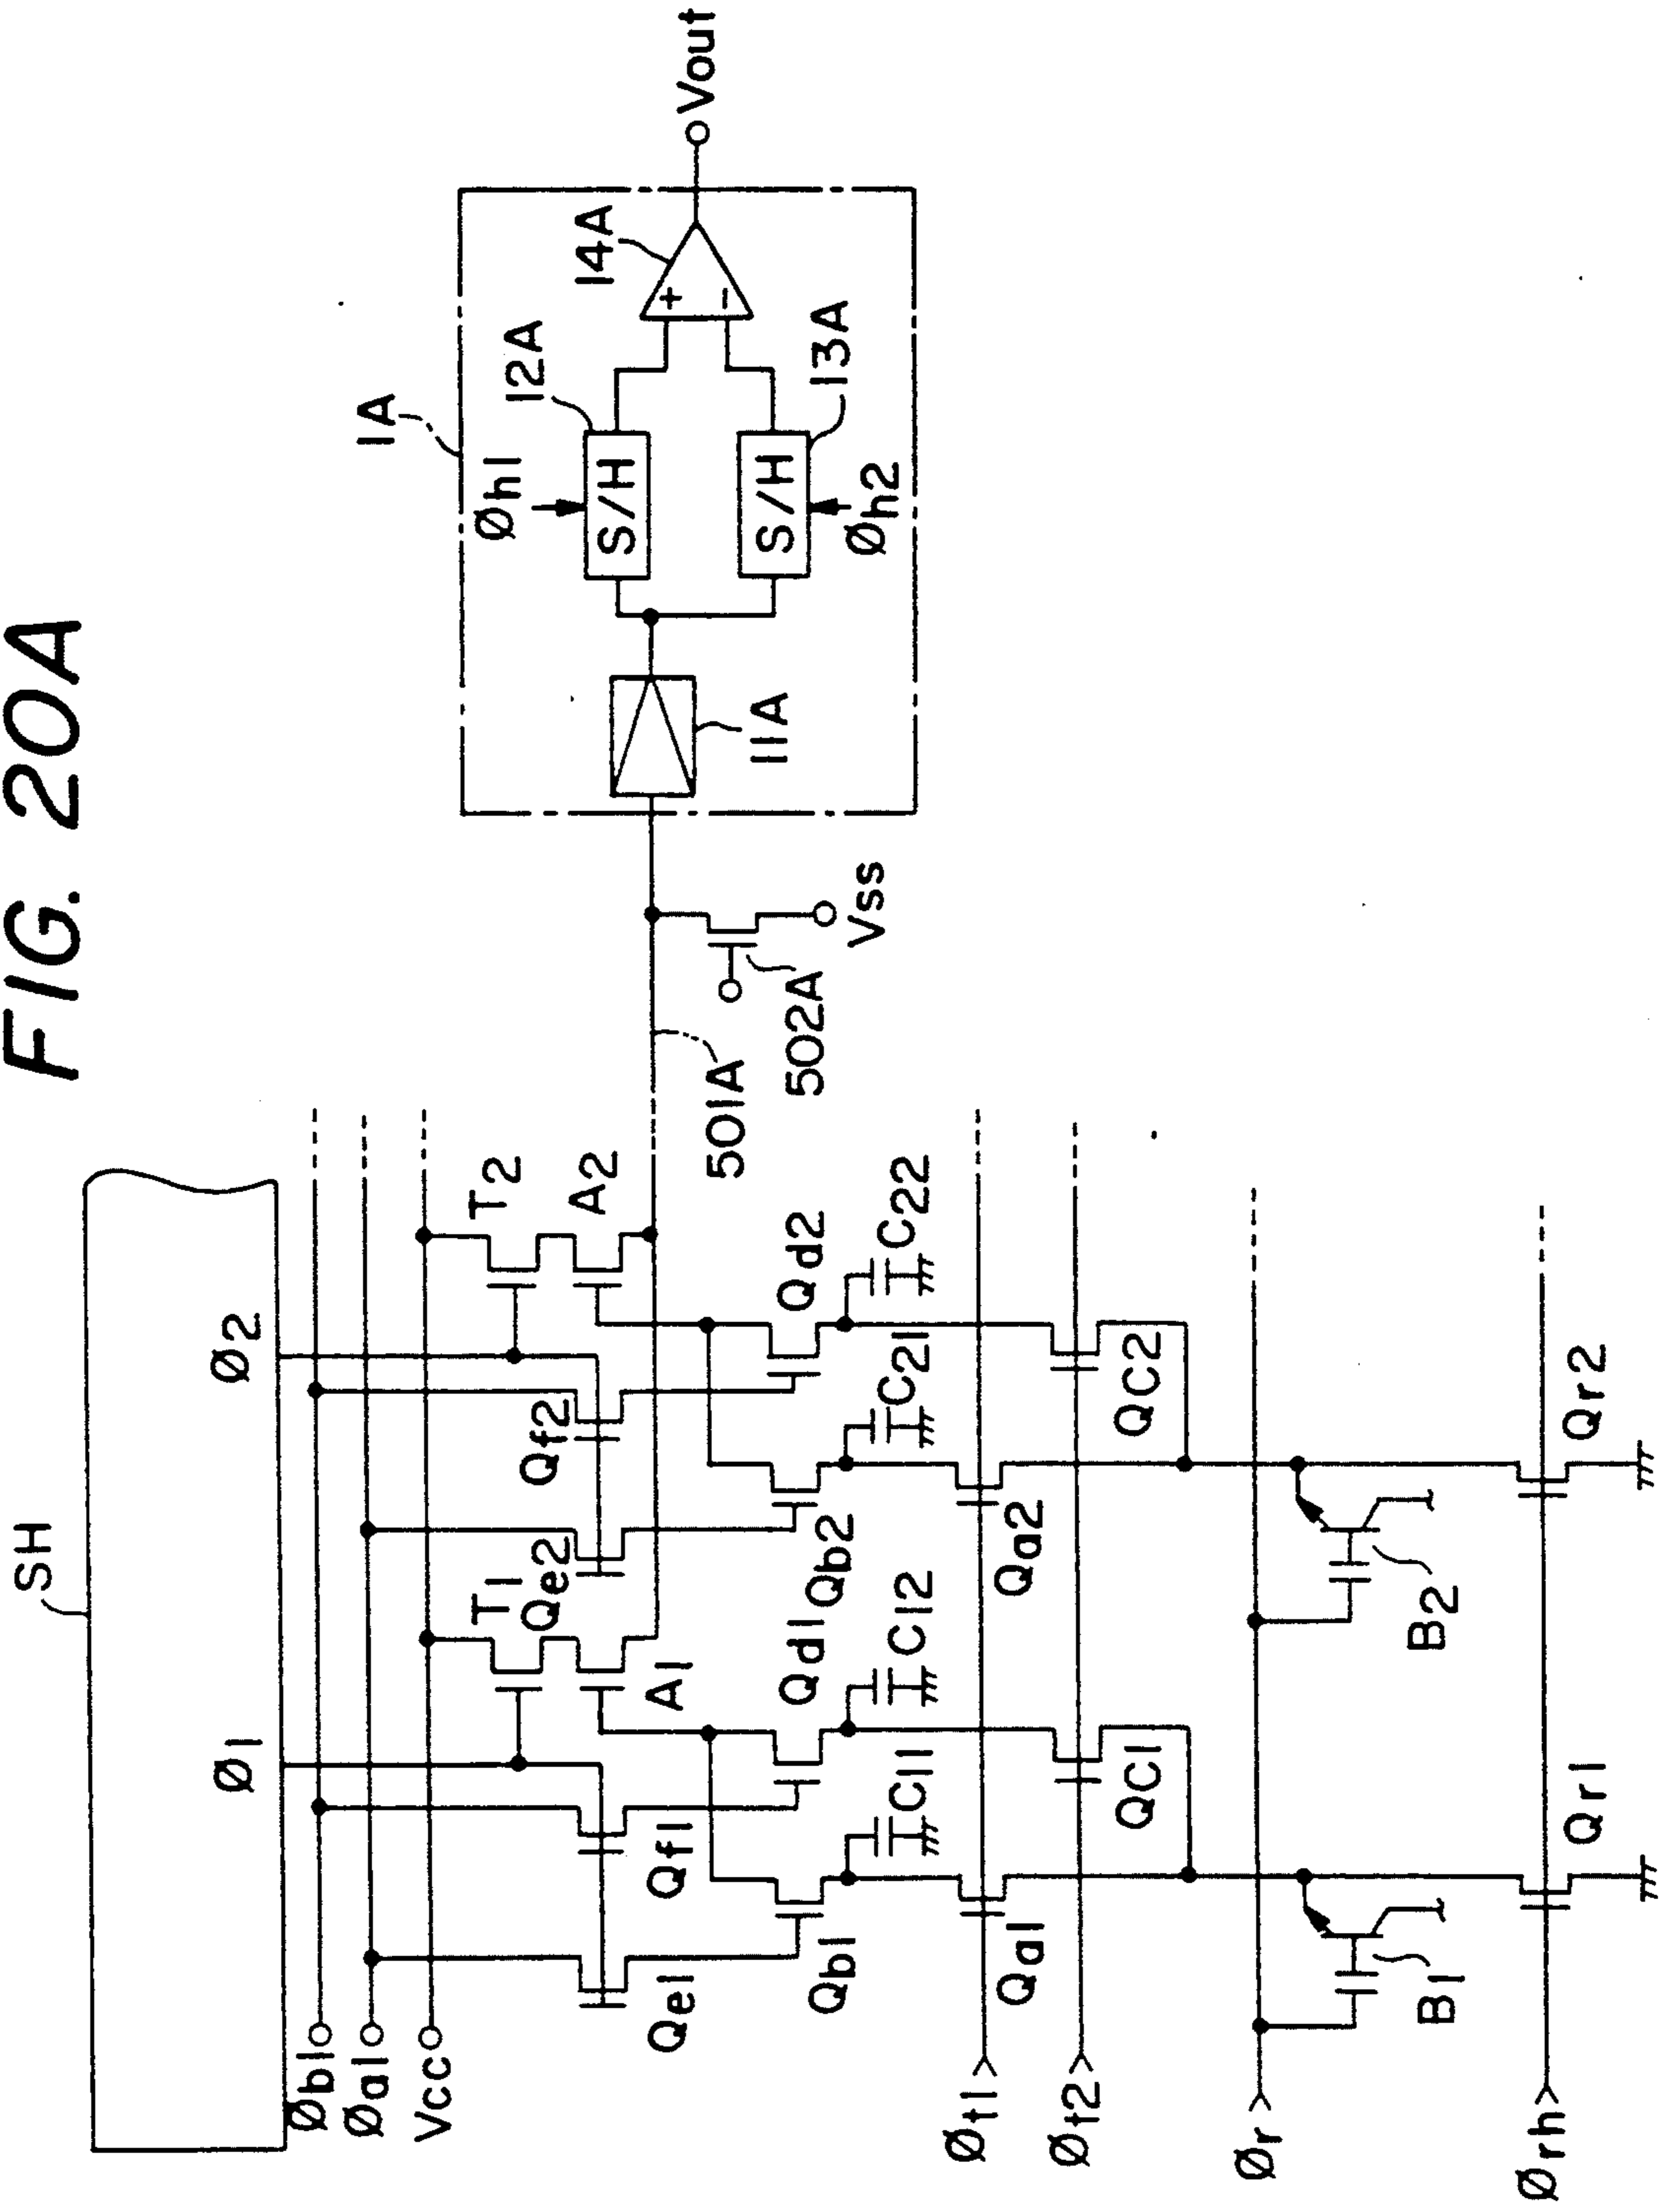 FIG. 20A
SH
Ø1
Ø2
Øb1
Øa1
Vcc
T1
T2
Qe1
Qf1
A1
Qe2
Qf2
A2
Qb1
Qd1
Qb2
Qd2
C11
C12
C21
C22
Øt1
Øt2
Qa1
QC1
Qa2
QC2
Ør
B1
B2
Ørh
Qr1
Qr2
501A
502A
Vss
1A
11A
Øh1
S/H
12A
S/H
13A
Øh2
+
−
14A
Vout